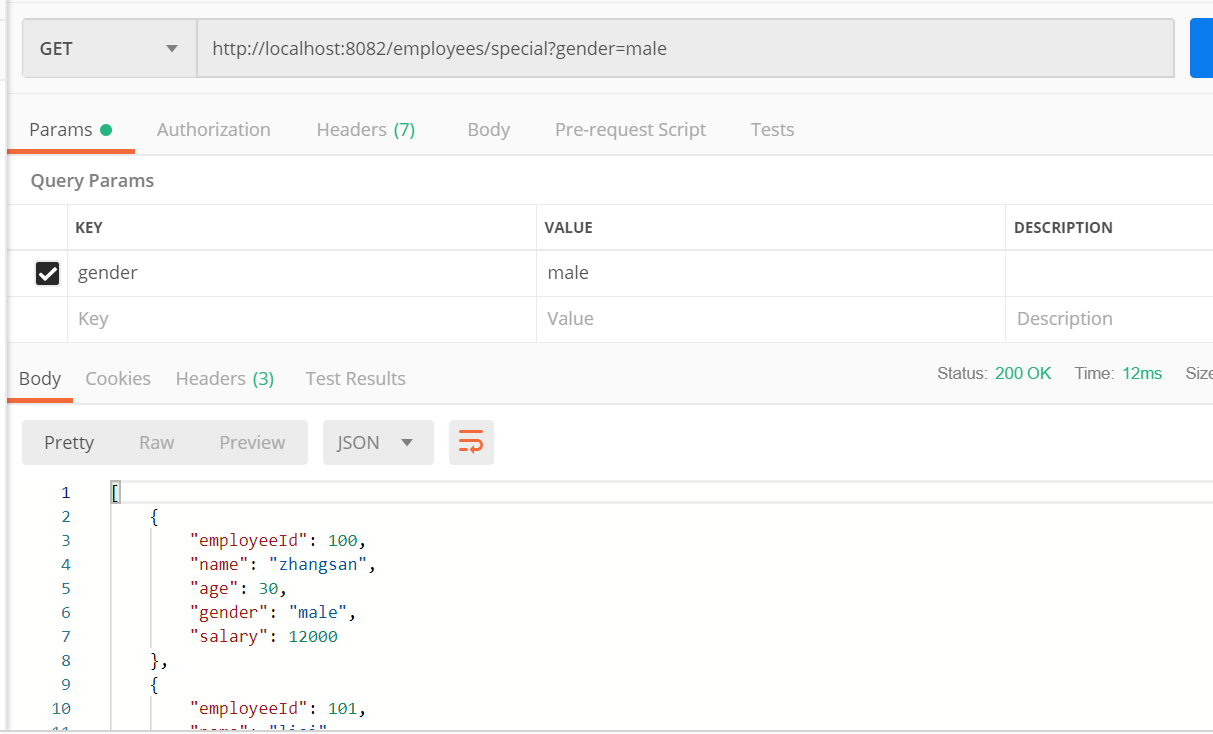 GET http://localhost:8082/employees/special?gender=male
Params Authorization Headers (7) Body Pre-request Script Tests
Query Params
KEY VALUE DESCRIPTION
gender male
Key Value Description
Body Cookies Headers (3) Test Results Status: 200 OK Time: 12ms Size
Pretty Raw Preview JSON
1 [
2 {
3 "employeeId": 100,
4 "name": "zhangsan",
5 "age": 30,
6 "gender": "male",
7 "salary": 12000
8 },
9 {
10 "employeeId": 101,